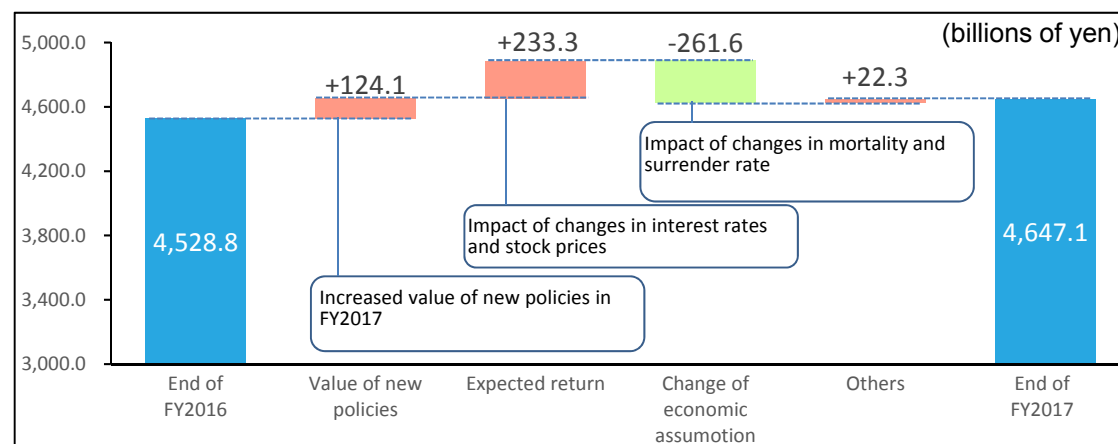 (billions of yen)
5,000.0
4,600.0
4,200.0
3,800.0
3,400.0
3,000.0
+124.1
+233.3
-261.6
+22.3
4,528.8
4,647.1
Impact of changes in mortality and
surrender rate
Impact of changes in interest rates
and stock prices
Increased value of new policies in
FY2017
End of
FY2016
Value of new
policies
Expected return
Change of
economic
assumotion
Others
End of
FY2017